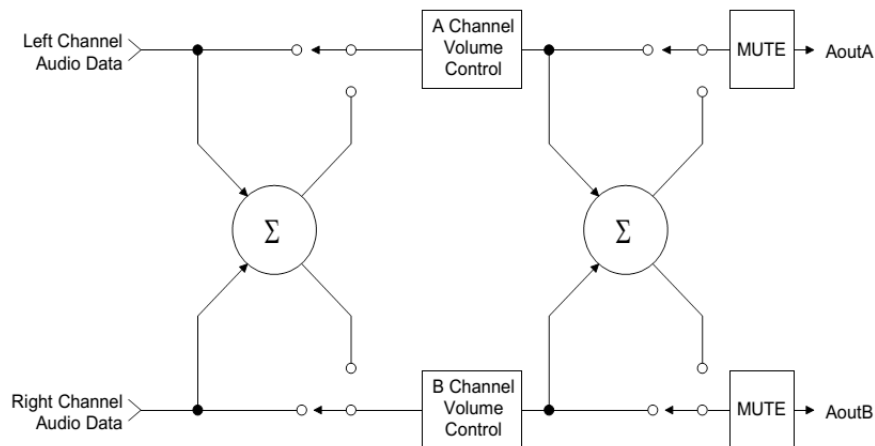 Left Channel
Audio Data
A Channel
Volume
Control
MUTE
AoutA
Σ
Σ
Right Channel
Audio Data
B Channel
Volume
Control
MUTE
AoutB